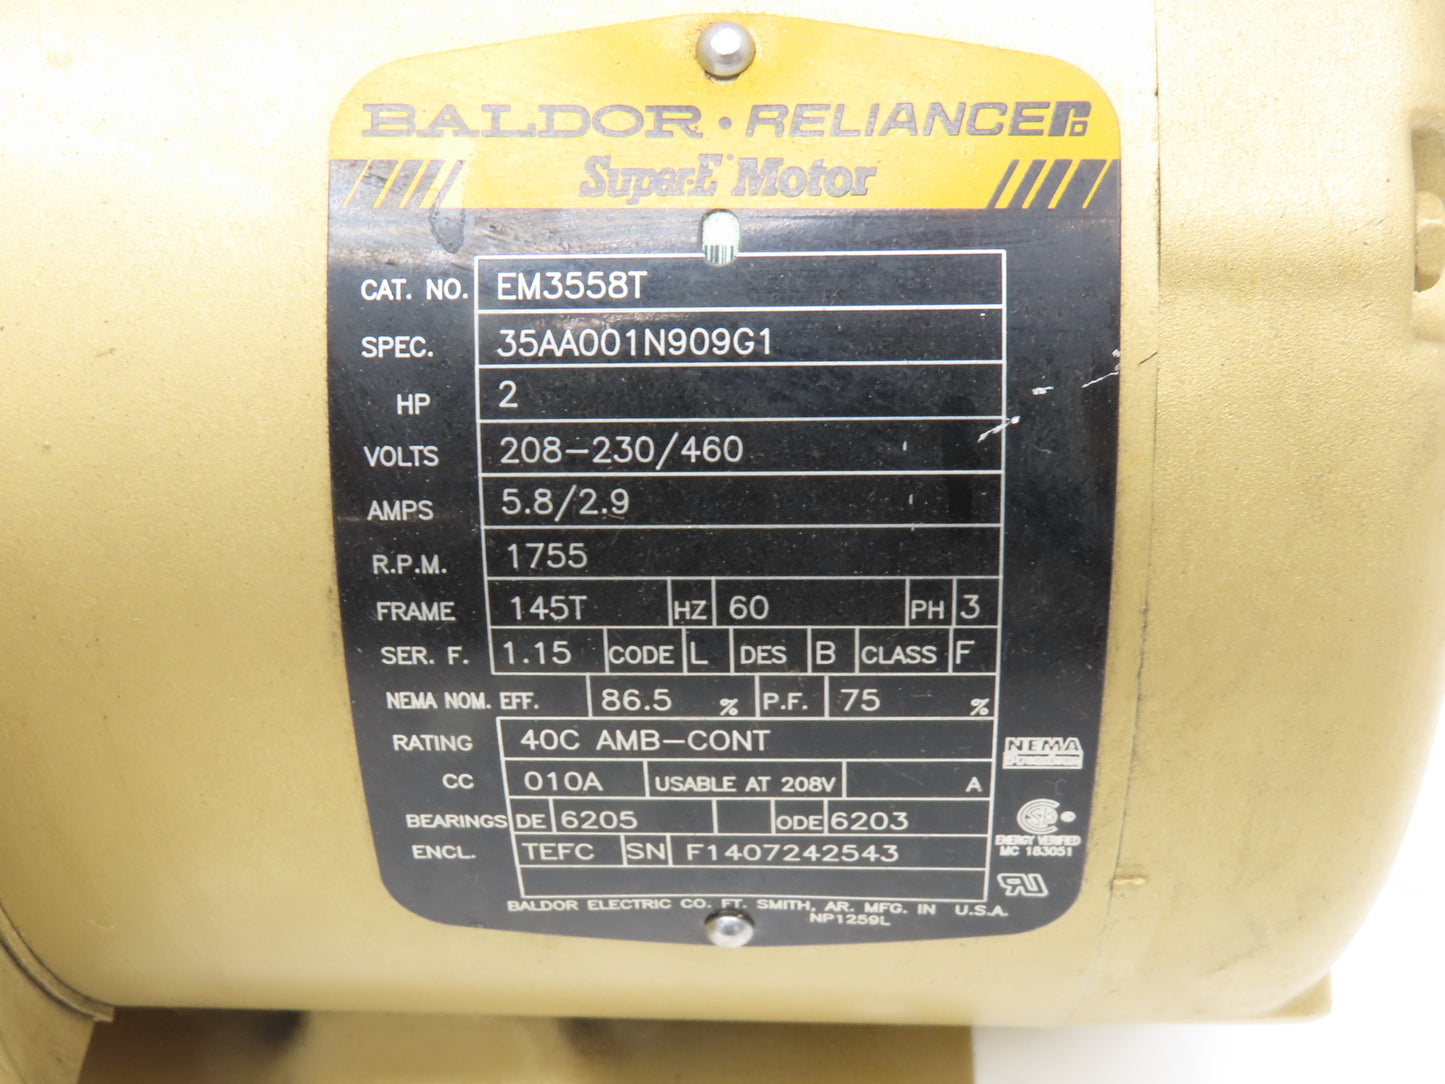 BALDOR • RELIANCE
Super-E Motor
CAT. NO. EM3558T
SPEC. 35AA001N909G1
HP 2
VOLTS 208-230/460
AMPS 5.8/2.9
R.P.M. 1755
FRAME 145T HZ 60 PH 3
SER. F. 1.15 CODE L DES B CLASS F
NEMA NOM. EFF. 86.5 % P.F. 75 %
RATING 40C AMB-CONT
CC 010A USABLE AT 208V A
BEARINGS DE 6205 ODE 6203
ENCL. TEFC SN F1407242543
NEMA
ENERGY VERIFIED
MC 183051
BALDOR ELECTRIC CO. FT. SMITH, AR. MFG. IN U.S.A.
NP1259L